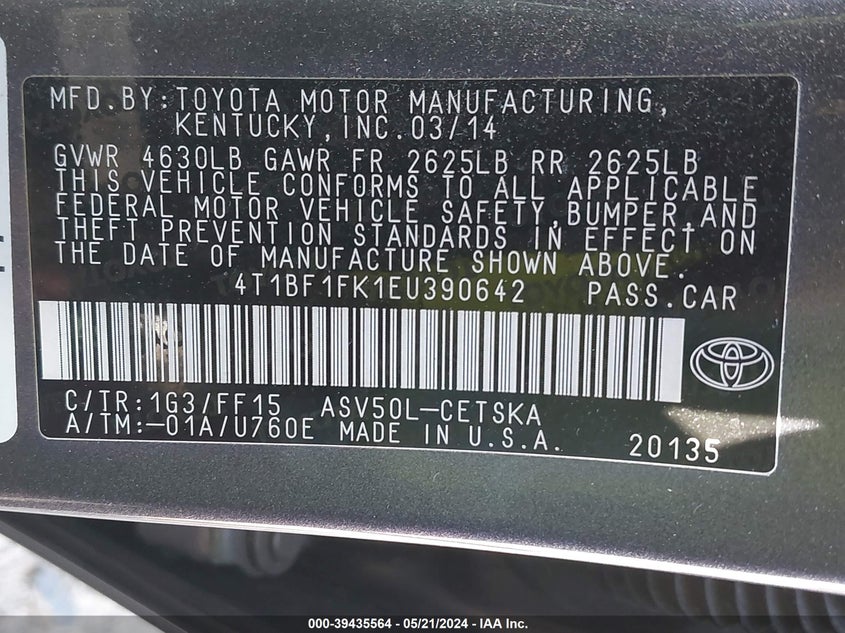 MFD.BY:TOYOTA MOTOR MANUFACTURING,
KENTUCKY,INC.03/14
GVWR 4630LB GAWR FR 2625LB RR 2625LB
THIS VEHICLE CONFORMS TO ALL APPLICABLE
FEDERAL MOTOR VEHICLE SAFETY,BUMPER,AND
THEFT PREVENTION STANDARDS IN EFFECT ON
THE DATE OF MANUFACTURE SHOWN ABOVE.
4T1BF1FK1EU390642 PASS.CAR
C/TR:1G3/FF15 ASV50L-CETSKA
A/TM:-01A/U760E MADE IN U.S.A. 20135
000-39435564 - 05/21/2024 - IAA Inc.